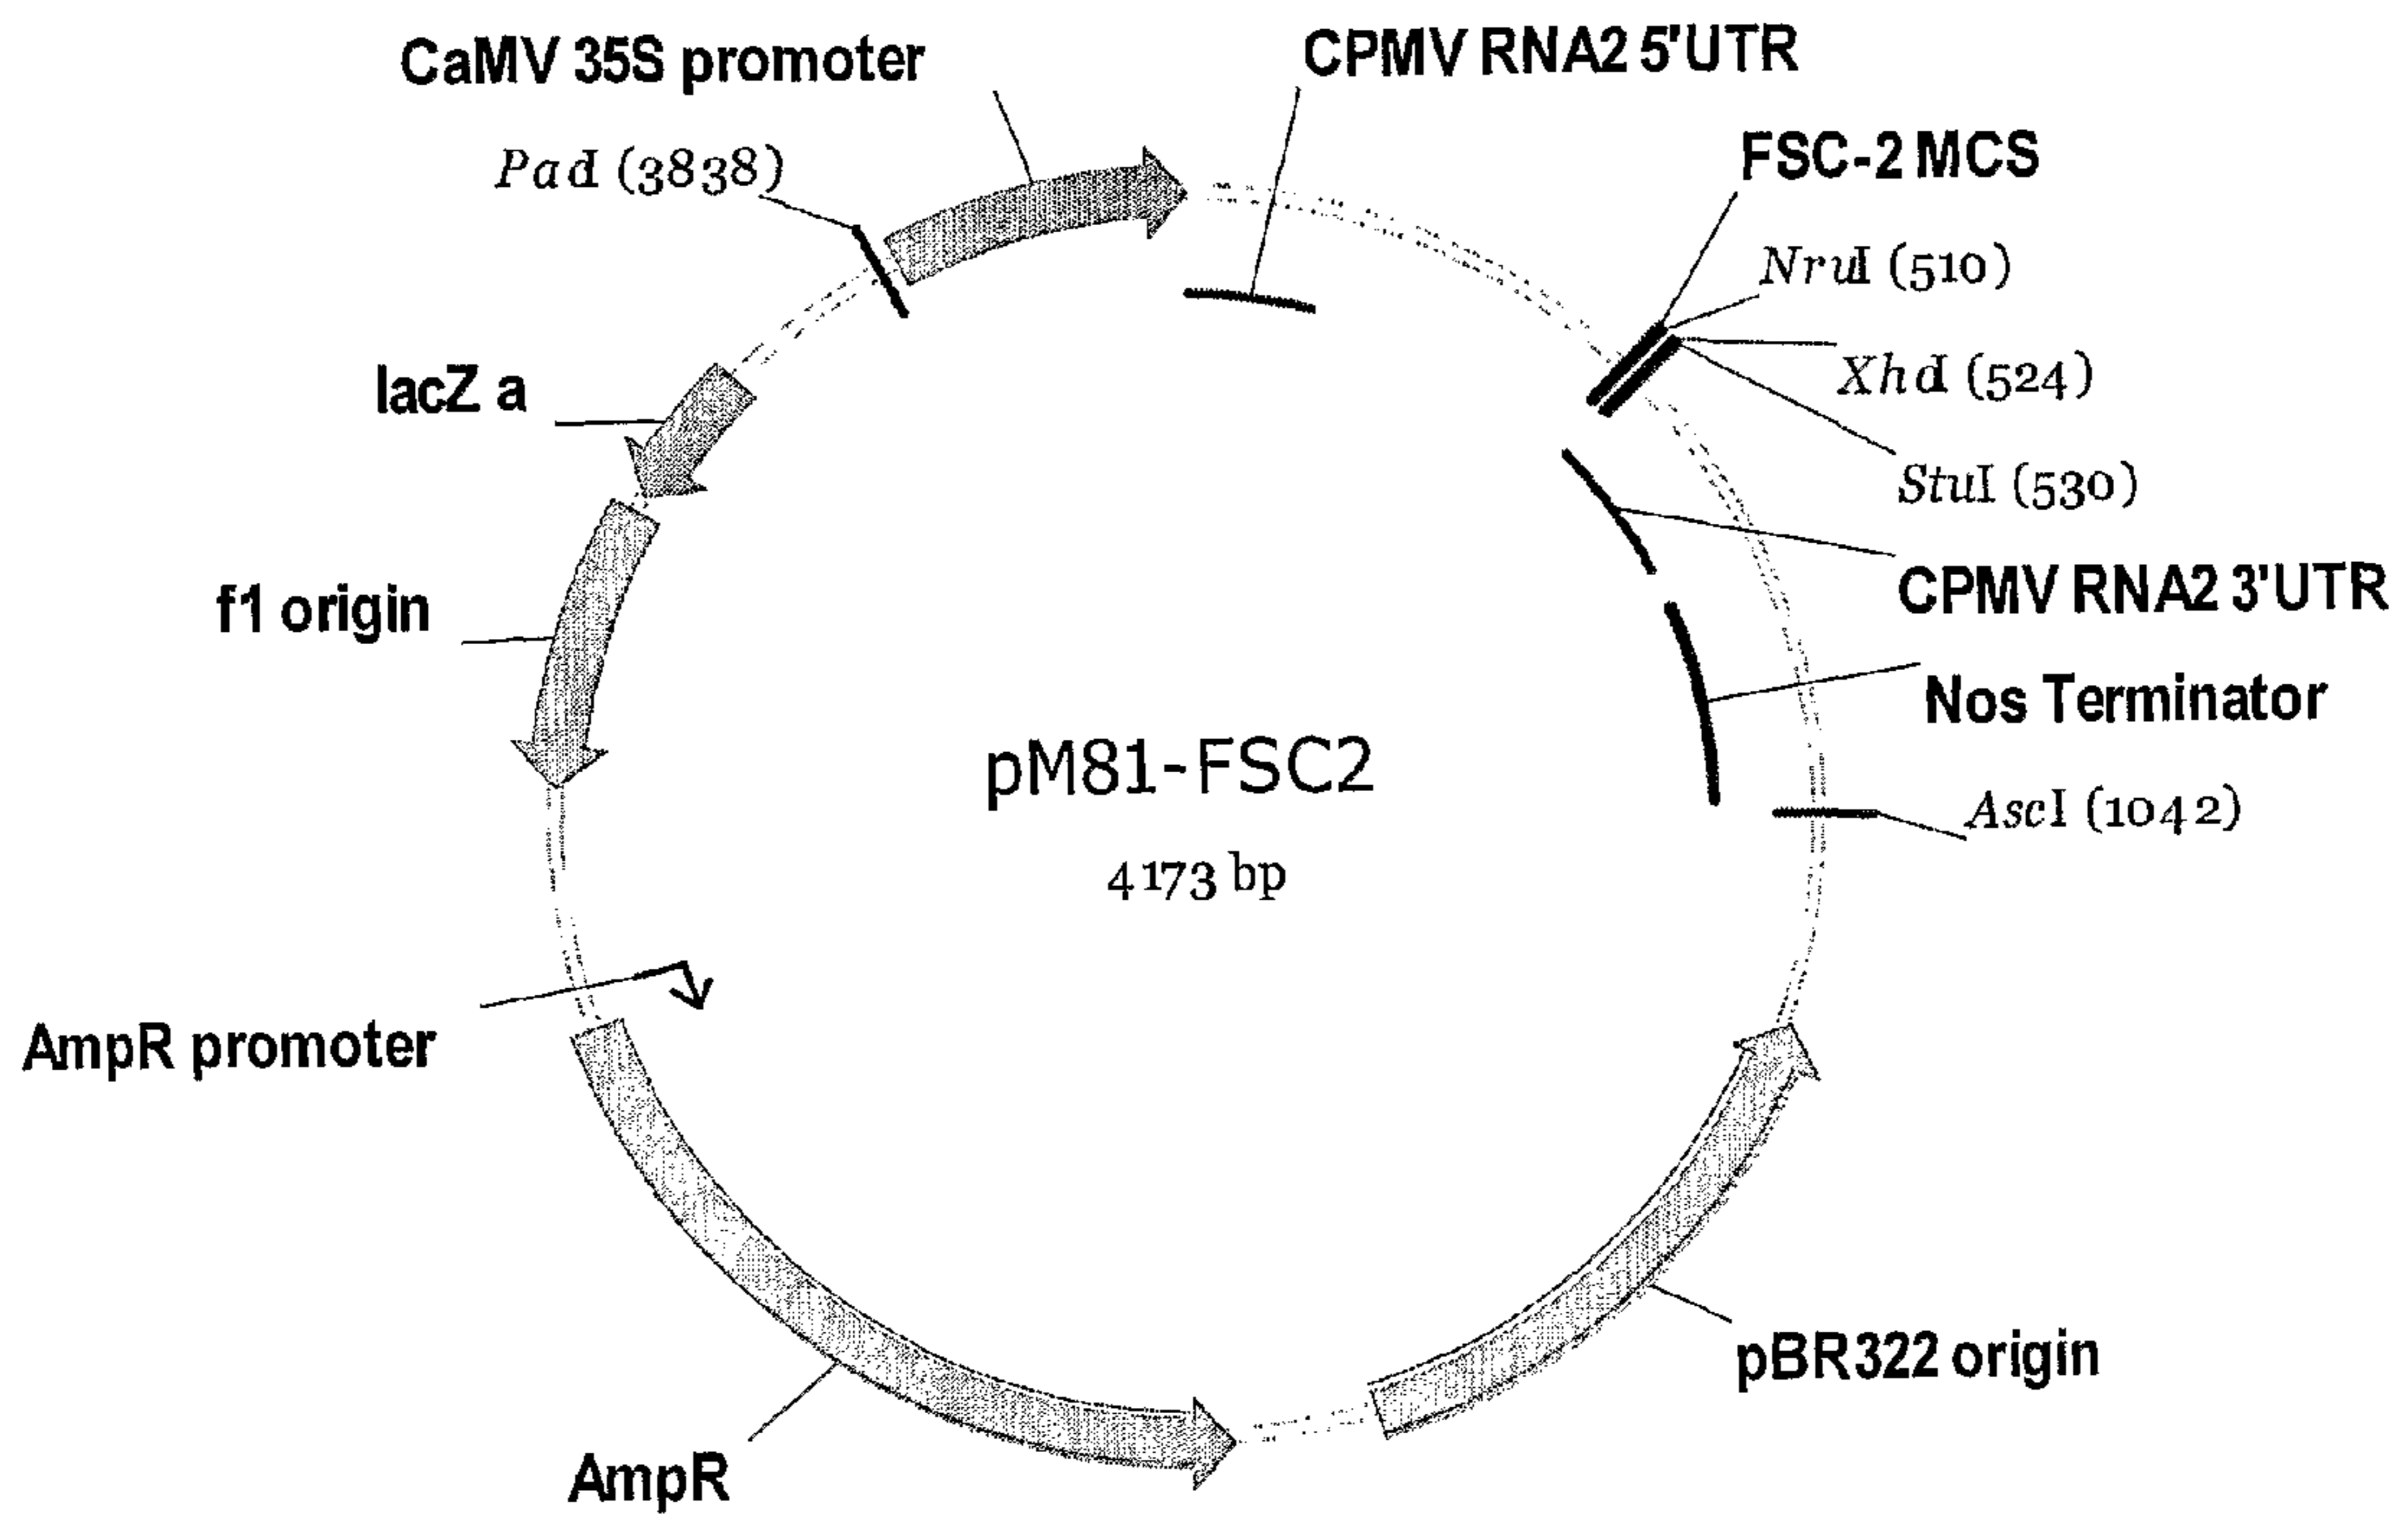 CaMV 35S promoter
CPMV RNA2 5'UTR
PacI (3838)
FSC-2 MCS
NruI (510)
XhoI (524)
lacZ a
StuI (530)
CPMV RNA2 3'UTR
f1 origin
Nos Terminator
pM81-FSC2
AscI (1042)
4173 bp
AmpR promoter
pBR322 origin
AmpR